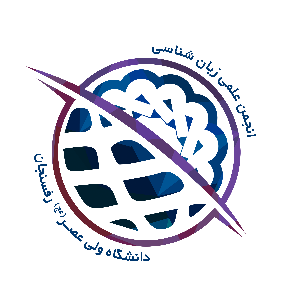 انجمن علمی زبان شناسی
دانشگاه ولی عصر (عج) رفسنجان